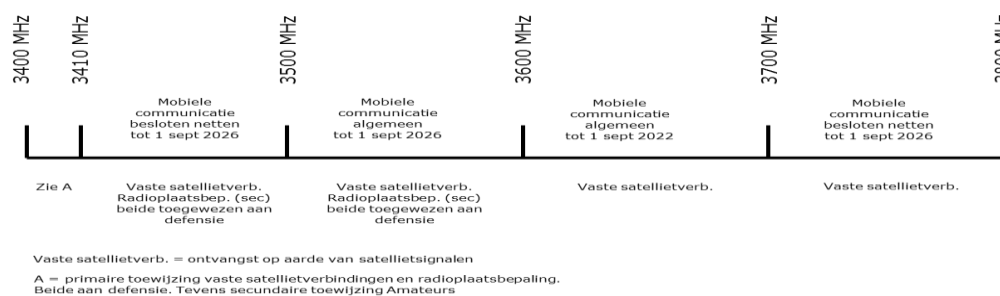 3400 MHz
3410 MHz
3500 MHz
3600 MHz
3700 MHz
Mobiele
communicatie
besloten netten
tot 1 sept 2026
Mobiele
communicatie
algemeen
tot 1 sept 2026
Mobiele
communicatie
algemeen
tot 1 sept 2022
Mobiele
communicatie
besloten netten
tot 1 sept 2026
Zie A
Vaste satellietverb.
Radioplaatsbep. (sec)
beide toegewezen aan
defensie
Vaste satellietverb.
Radioplaatsbep. (sec)
beide toegewezen aan
defensie
Vaste satellietverb.
Vaste satellietverb.
Vaste satellietverb. = ontvangst op aarde van satellietsignalen
A = primaire toewijzing vaste satellietverbindingen en radioplaatsbepaling.
Beide aan defensie. Tevens secundaire toewijzing Amateurs